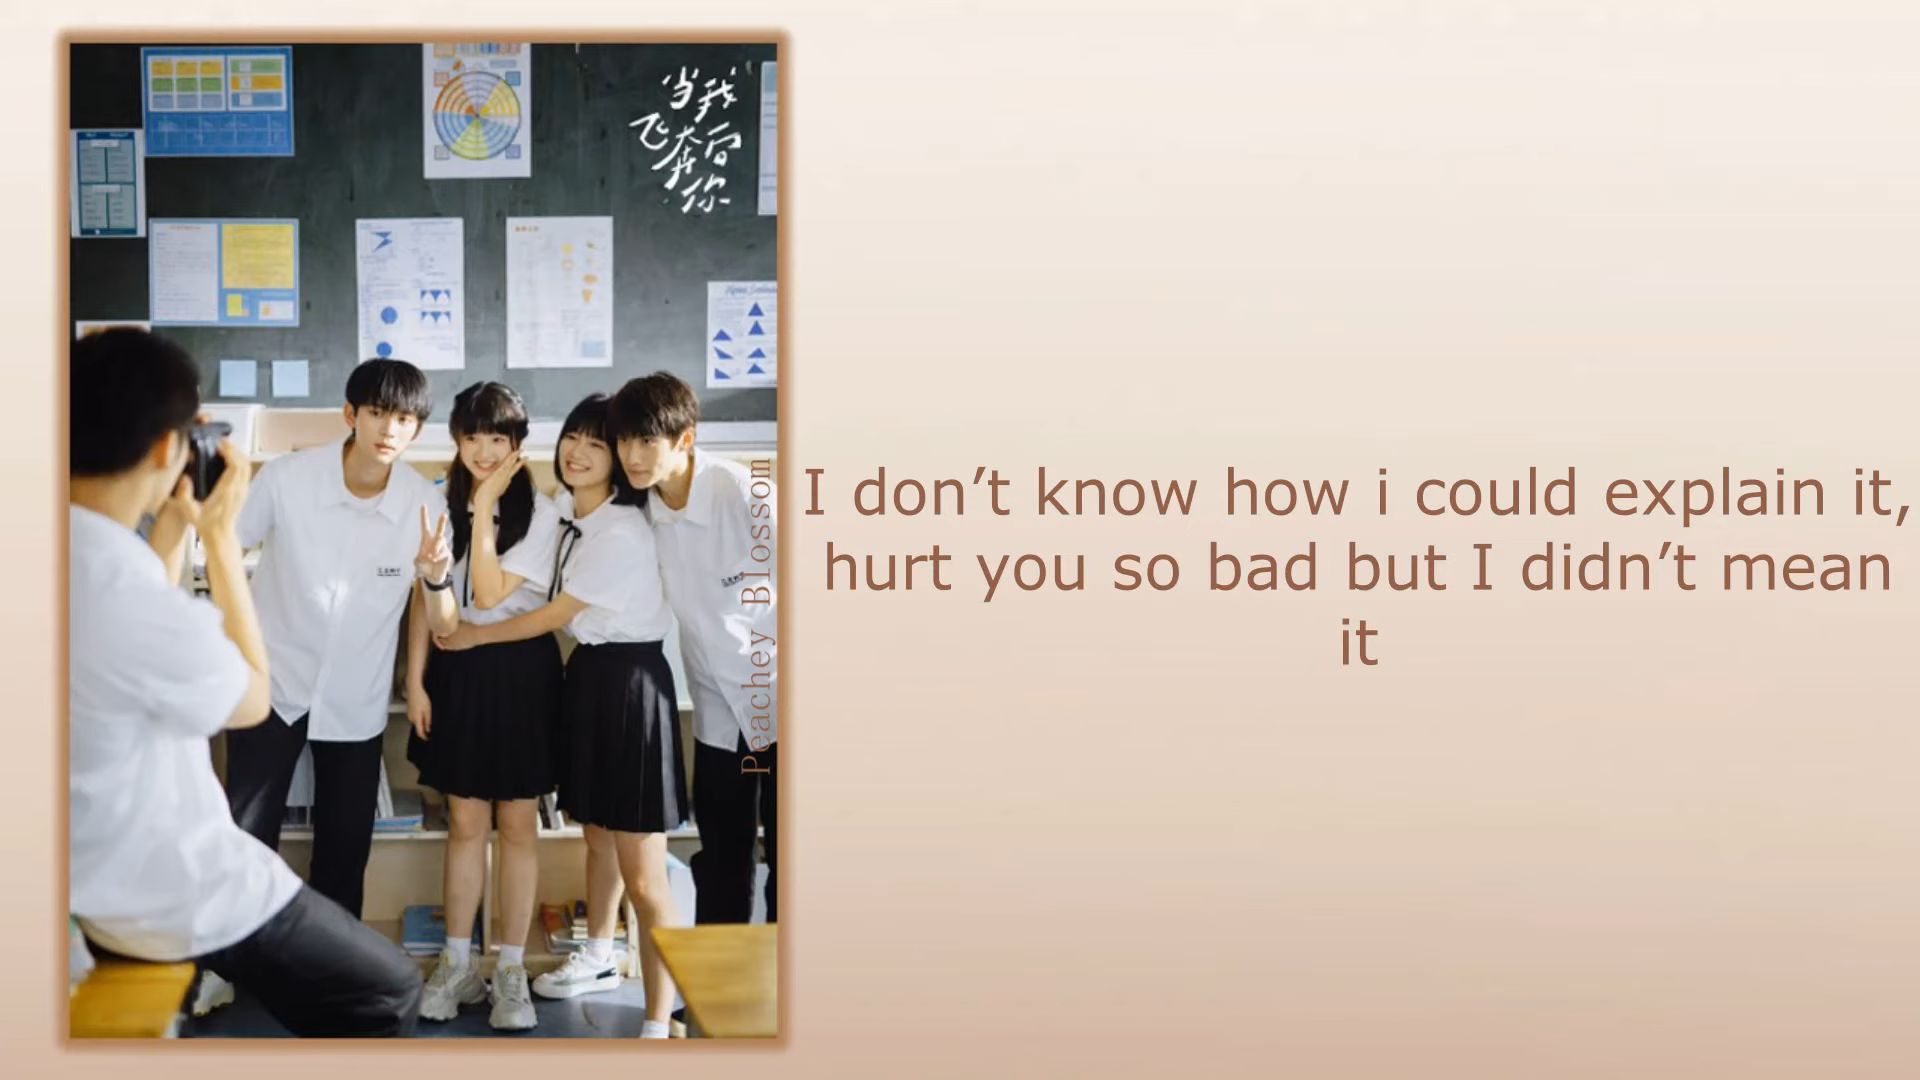 当我
飞奔向
你
Peachey Blossom
I don’t know how i could explain it,
hurt you so bad but I didn’t mean
it